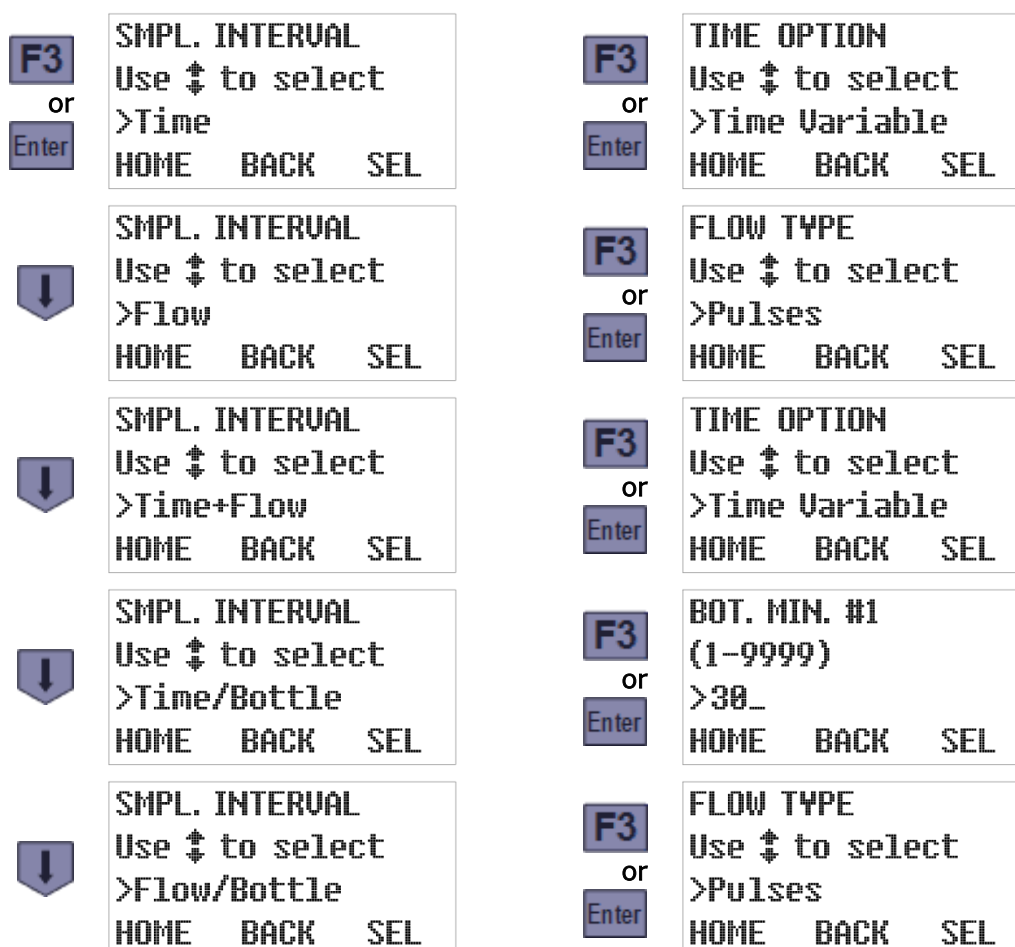 F3
or
Enter
SMPL. INTERVAL
Use ↕ to select
>Time
HOME BACK SEL
F3
or
Enter
TIME OPTION
Use ↕ to select
>Time Variable
HOME BACK SEL
SMPL. INTERVAL
Use ↕ to select
>Flow
HOME BACK SEL
F3
or
Enter
FLOW TYPE
Use ↕ to select
>Pulses
HOME BACK SEL
SMPL. INTERVAL
Use ↕ to select
>Time+Flow
HOME BACK SEL
F3
or
Enter
TIME OPTION
Use ↕ to select
>Time Variable
HOME BACK SEL
SMPL. INTERVAL
Use ↕ to select
>Time/Bottle
HOME BACK SEL
F3
or
Enter
BOT. MIN. #1
(1-9999)
>30_
HOME BACK SEL
SMPL. INTERVAL
Use ↕ to select
>Flow/Bottle
HOME BACK SEL
F3
or
Enter
FLOW TYPE
Use ↕ to select
>Pulses
HOME BACK SEL